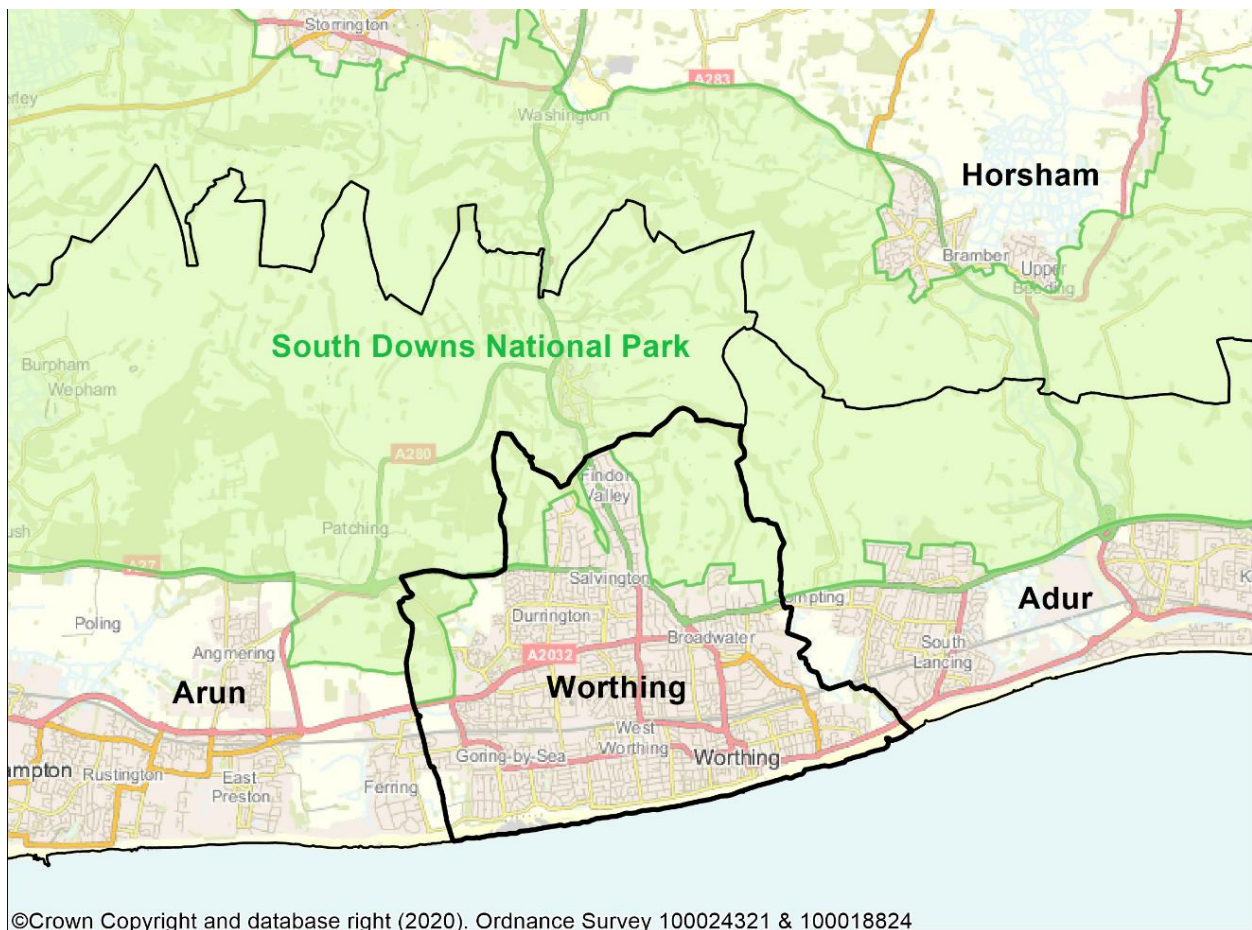 Storrington
A283
Washington
Horsham
Bramber
Upper
Beeding
South Downs National Park
Burpham
Wepham
A280
Findon
Valley
Patching
A27
Salvington
Sompting
Adur
Durrington
Poling
Broadwater
South
Lancing
Angmering
A2032
Arun
Worthing
West
Worthing
Goring-by-Sea
Worthing
Rustington
East
Preston
Ferring
©Crown Copyright and database right (2020). Ordnance Survey 100024321 & 100018824